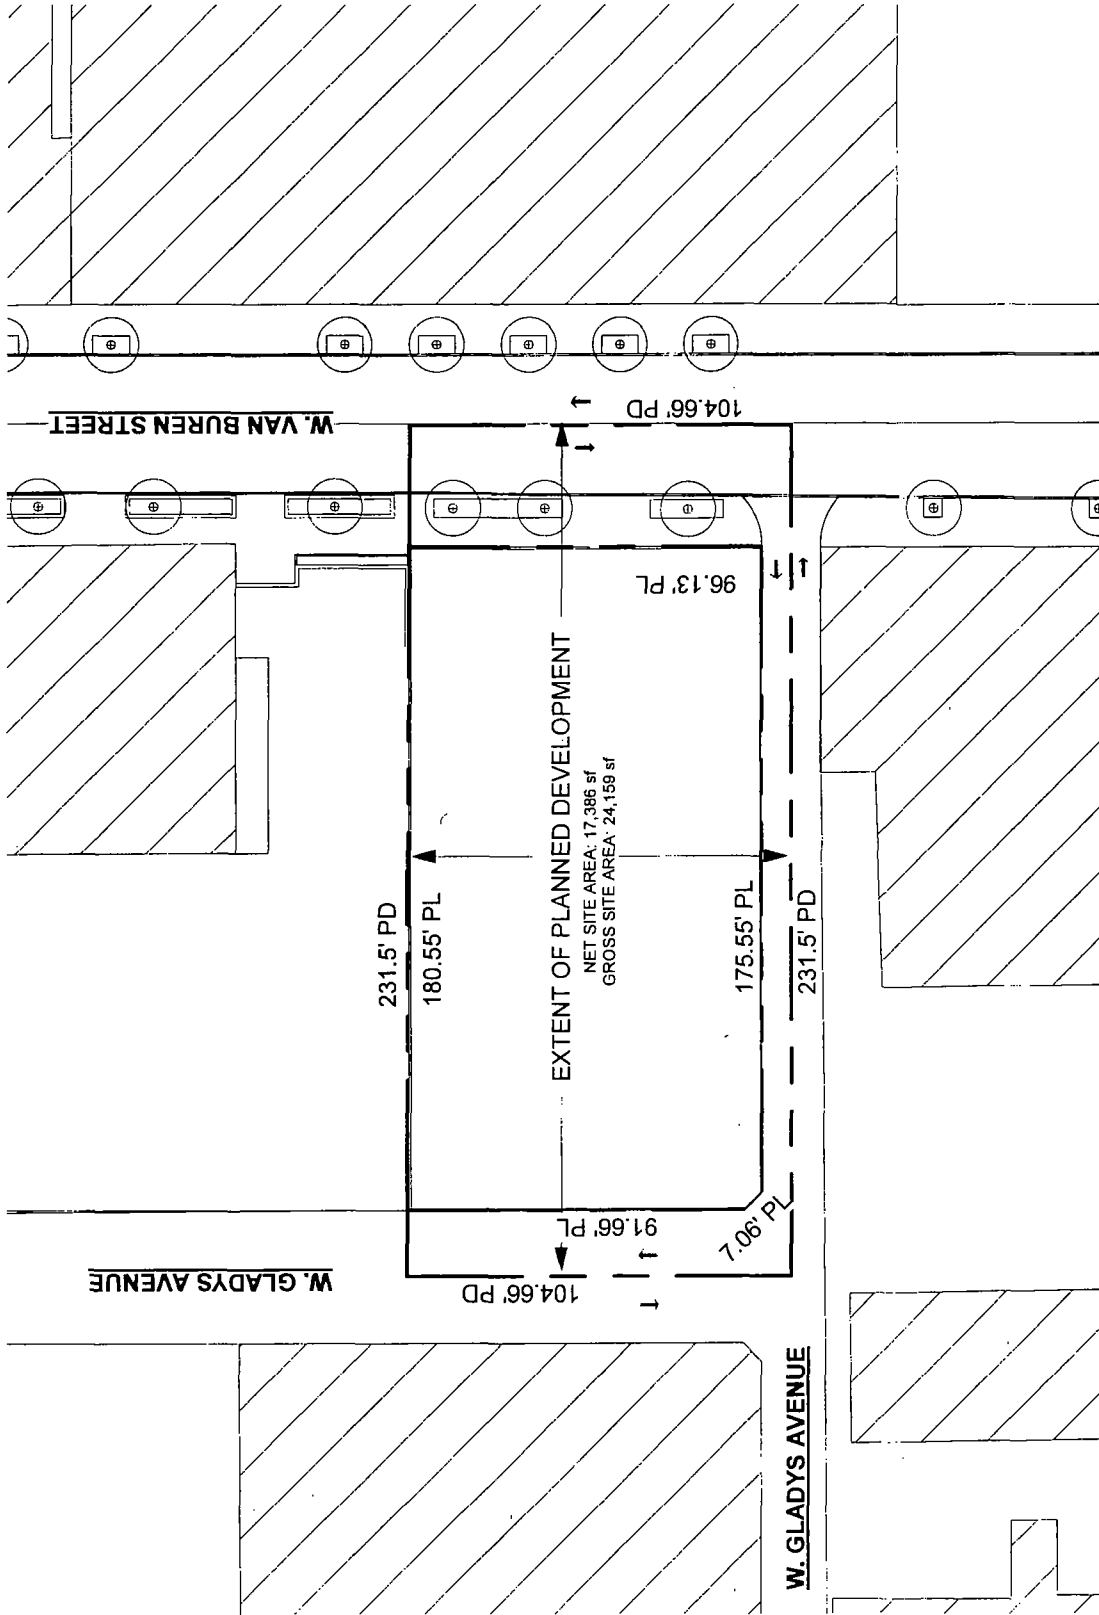 W. VAN BUREN STREET
104.66' PD
96.13' PL
EXTENT OF PLANNED DEVELOPMENT
NET SITE AREA: 17,386 sf
GROSS SITE AREA: 24,159 sf
231.5' PD
180.55' PL
175.55' PL
231.5' PD
91.66' PL
7.06' PL
104.66' PD
W. GLADYS AVENUE
W. GLADYS AVENUE